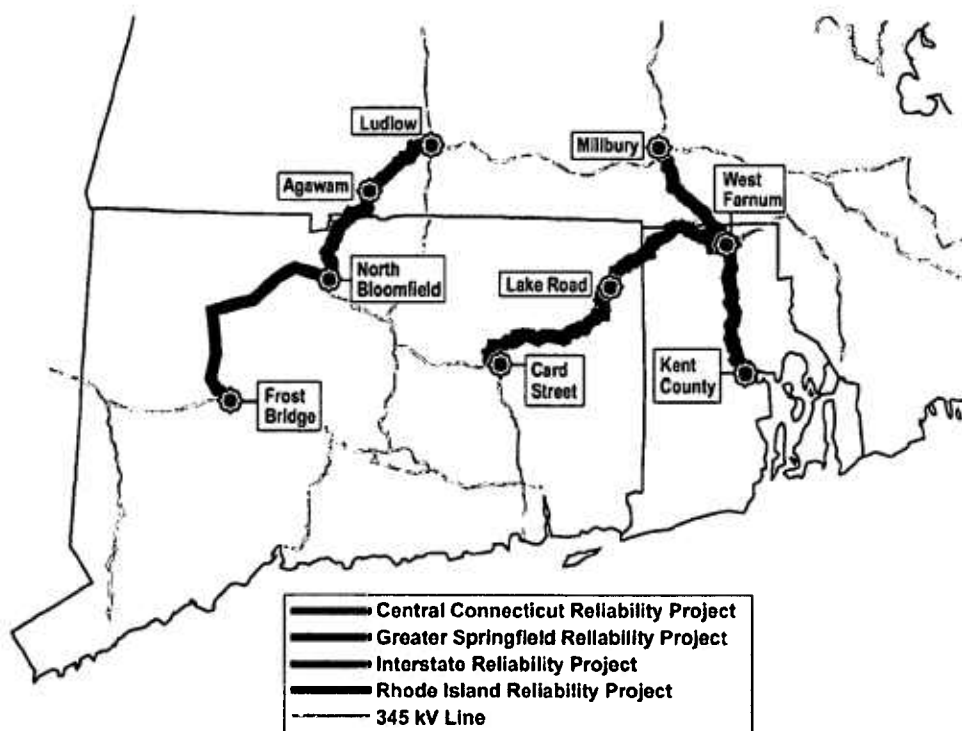 Ludlow
Millbury
Agawam
West
Farnum
North
Bloomfield
Lake Road
Card
Street
Kent
County
Frost
Bridge
Central Connecticut Reliability Project
Greater Springfield Reliability Project
Interstate Reliability Project
Rhode Island Reliability Project
345 kV Line